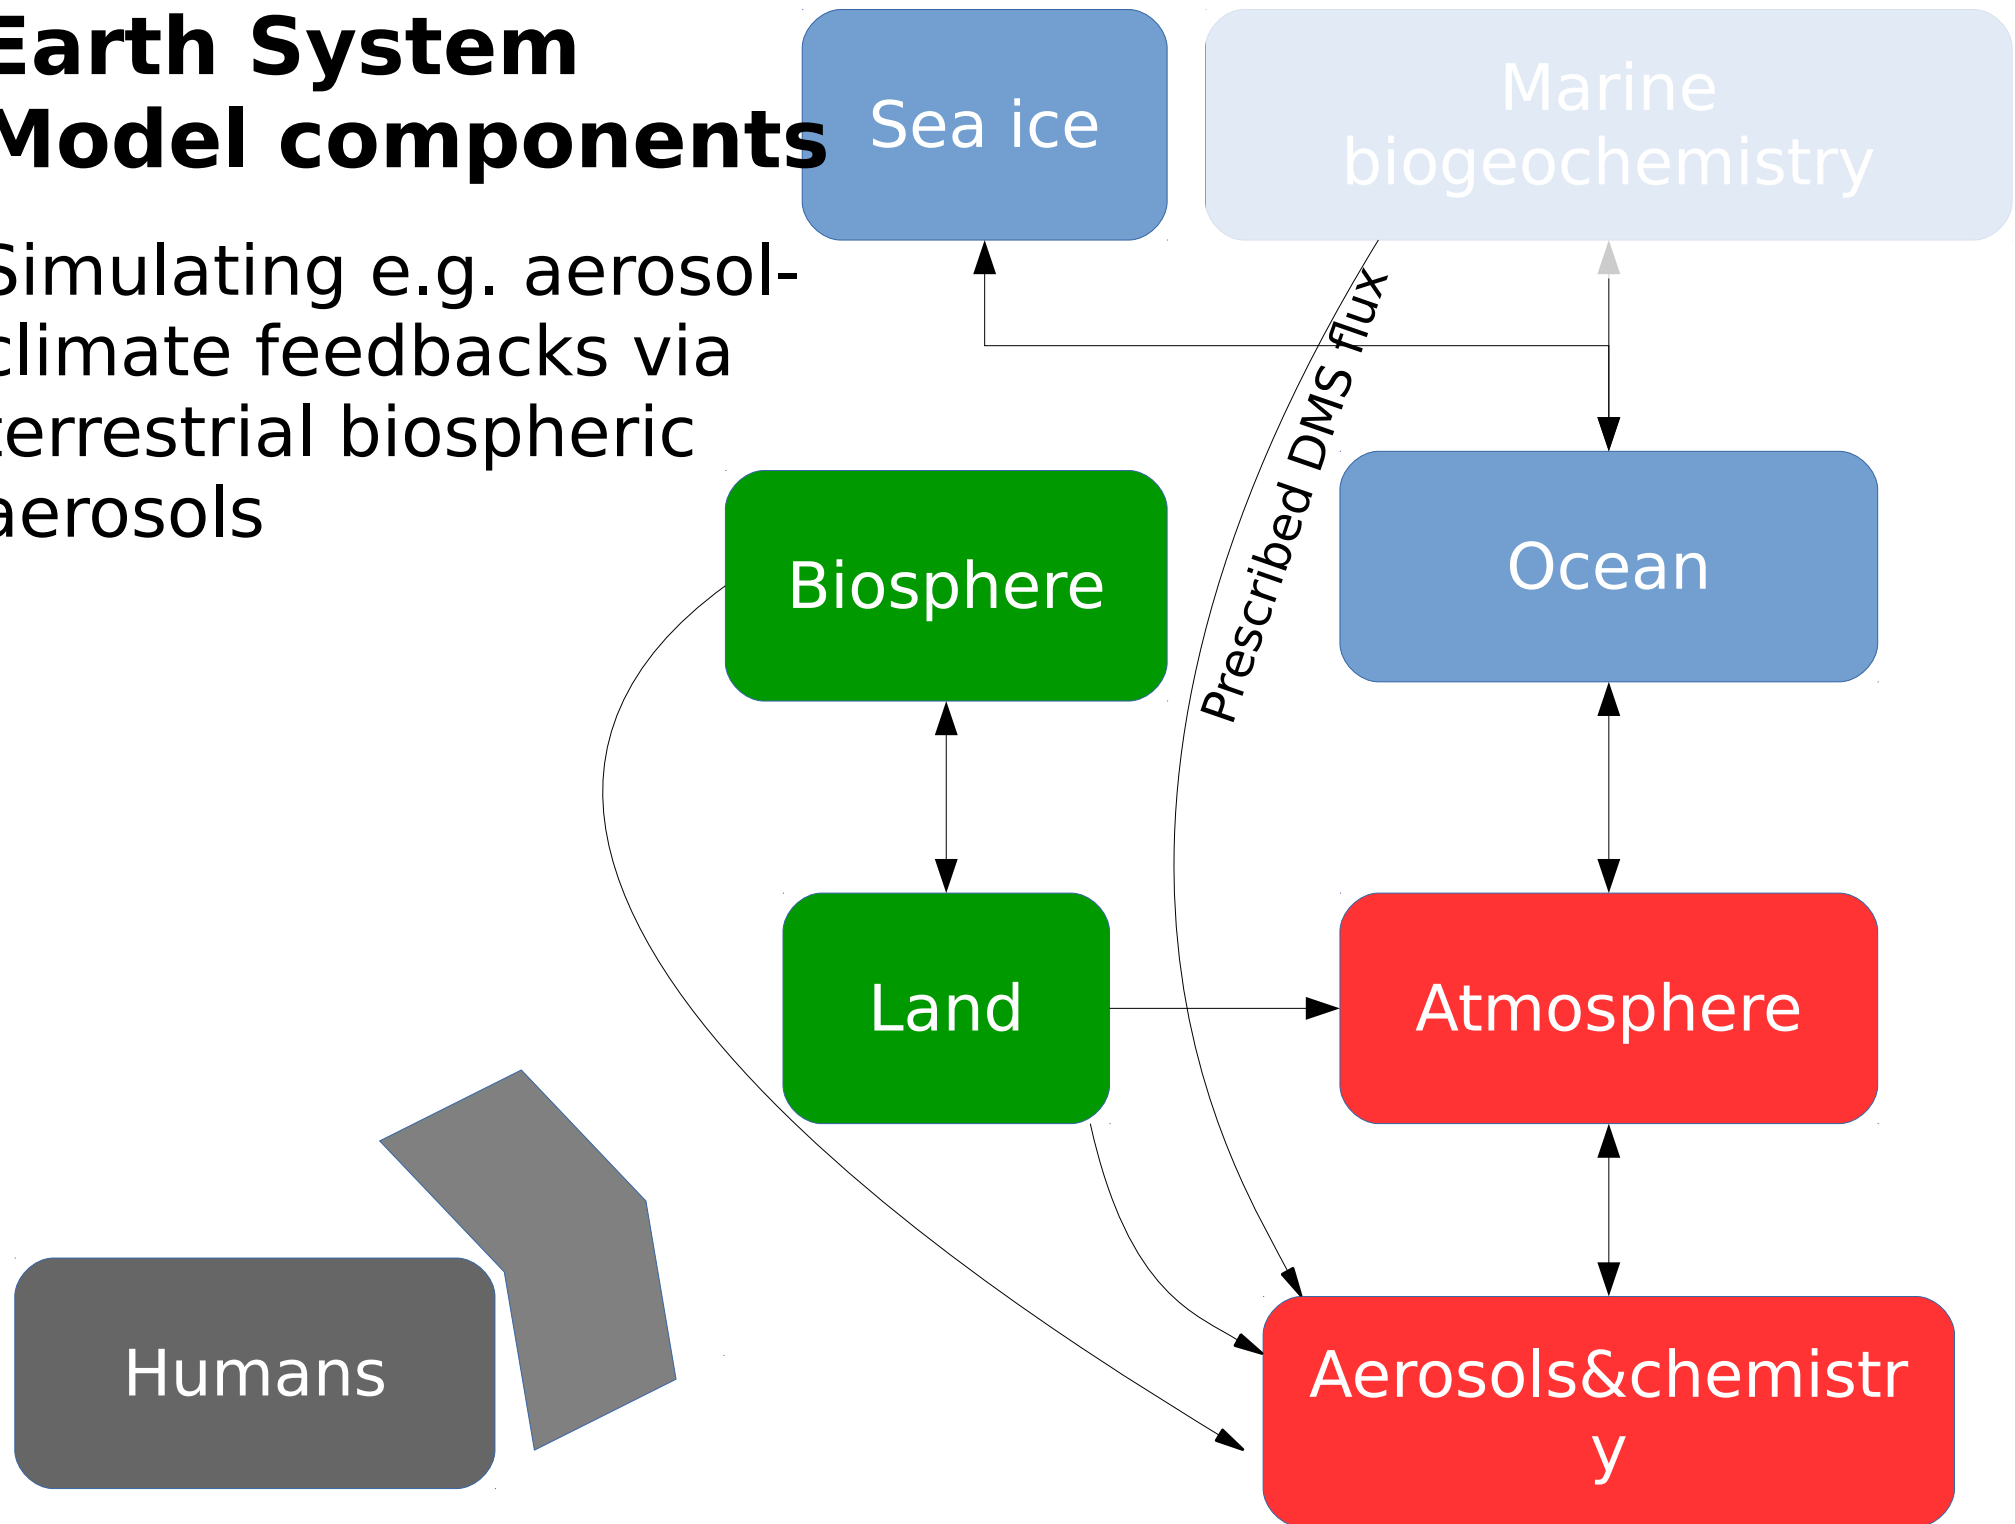 Earth System
Model components
Simulating e.g. aerosol-
climate feedbacks via
terrestrial biospheric
aerosols
Sea ice
Marine
biogeochemistry
Prescribed DMS flux
Biosphere
Ocean
Land
Atmosphere
Humans
Aerosols&chemistr
y